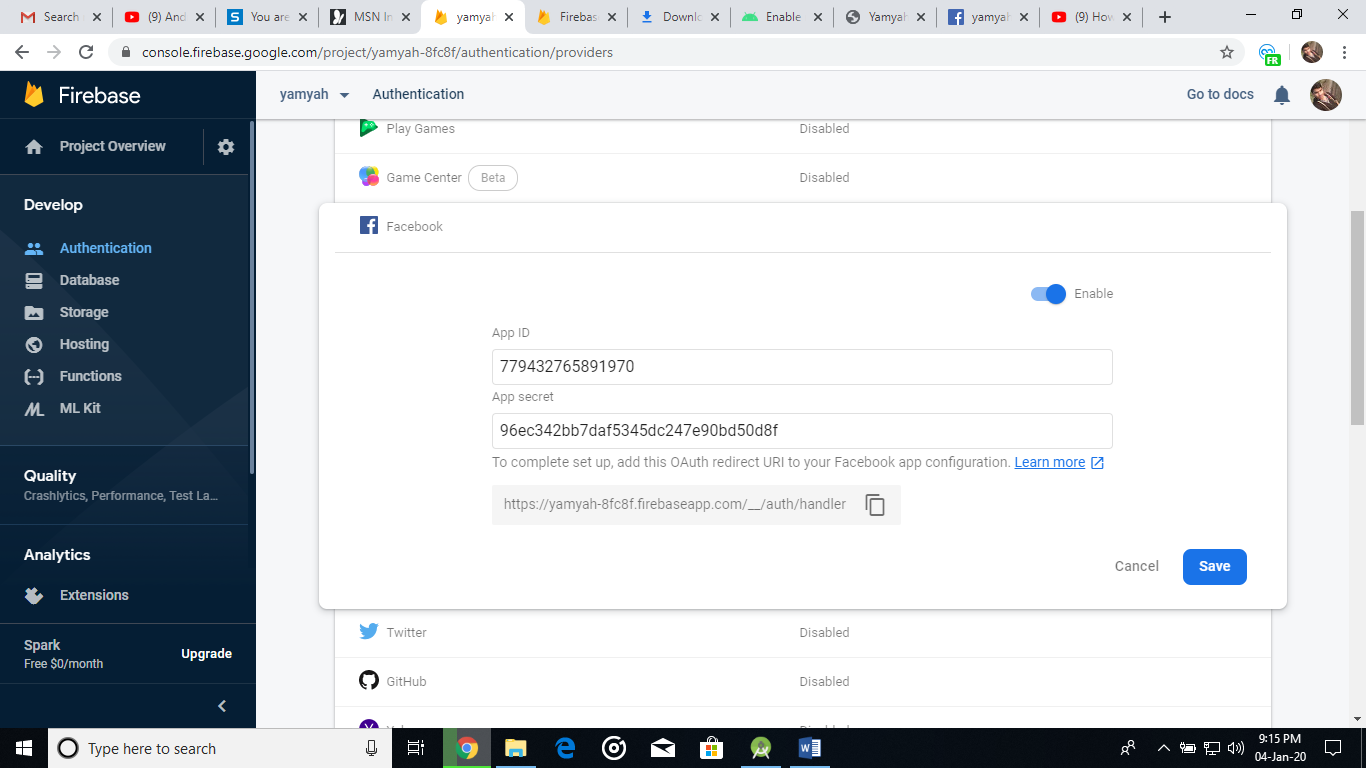 Search
(9) And
You are
MSN In
yamyah
Firebas
Downlo
Enable
Yamyah
yamyah
(9) How
console.firebase.google.com/project/yamyah-8fc8f/authentication/providers
FR
Firebase
yamyah
Authentication
Go to docs
Project Overview
Develop
Authentication
Database
Storage
Hosting
Functions
ML Kit
Quality
Crashlytics, Performance, Test La...
Analytics
Extensions
Spark
Free $0/month
Upgrade
Play Games Disabled
Game Center Beta Disabled
Facebook
Enable
App ID
779432765891970
App secret
96ec342bb7daf5345dc247e90bd50d8f
To complete set up, add this OAuth redirect URI to your Facebook app configuration. Learn more
https://yamyah-8fc8f.firebaseapp.com/__/auth/handler
Cancel Save
Twitter Disabled
GitHub Disabled
Type here to search
9:15 PM
04-Jan-20